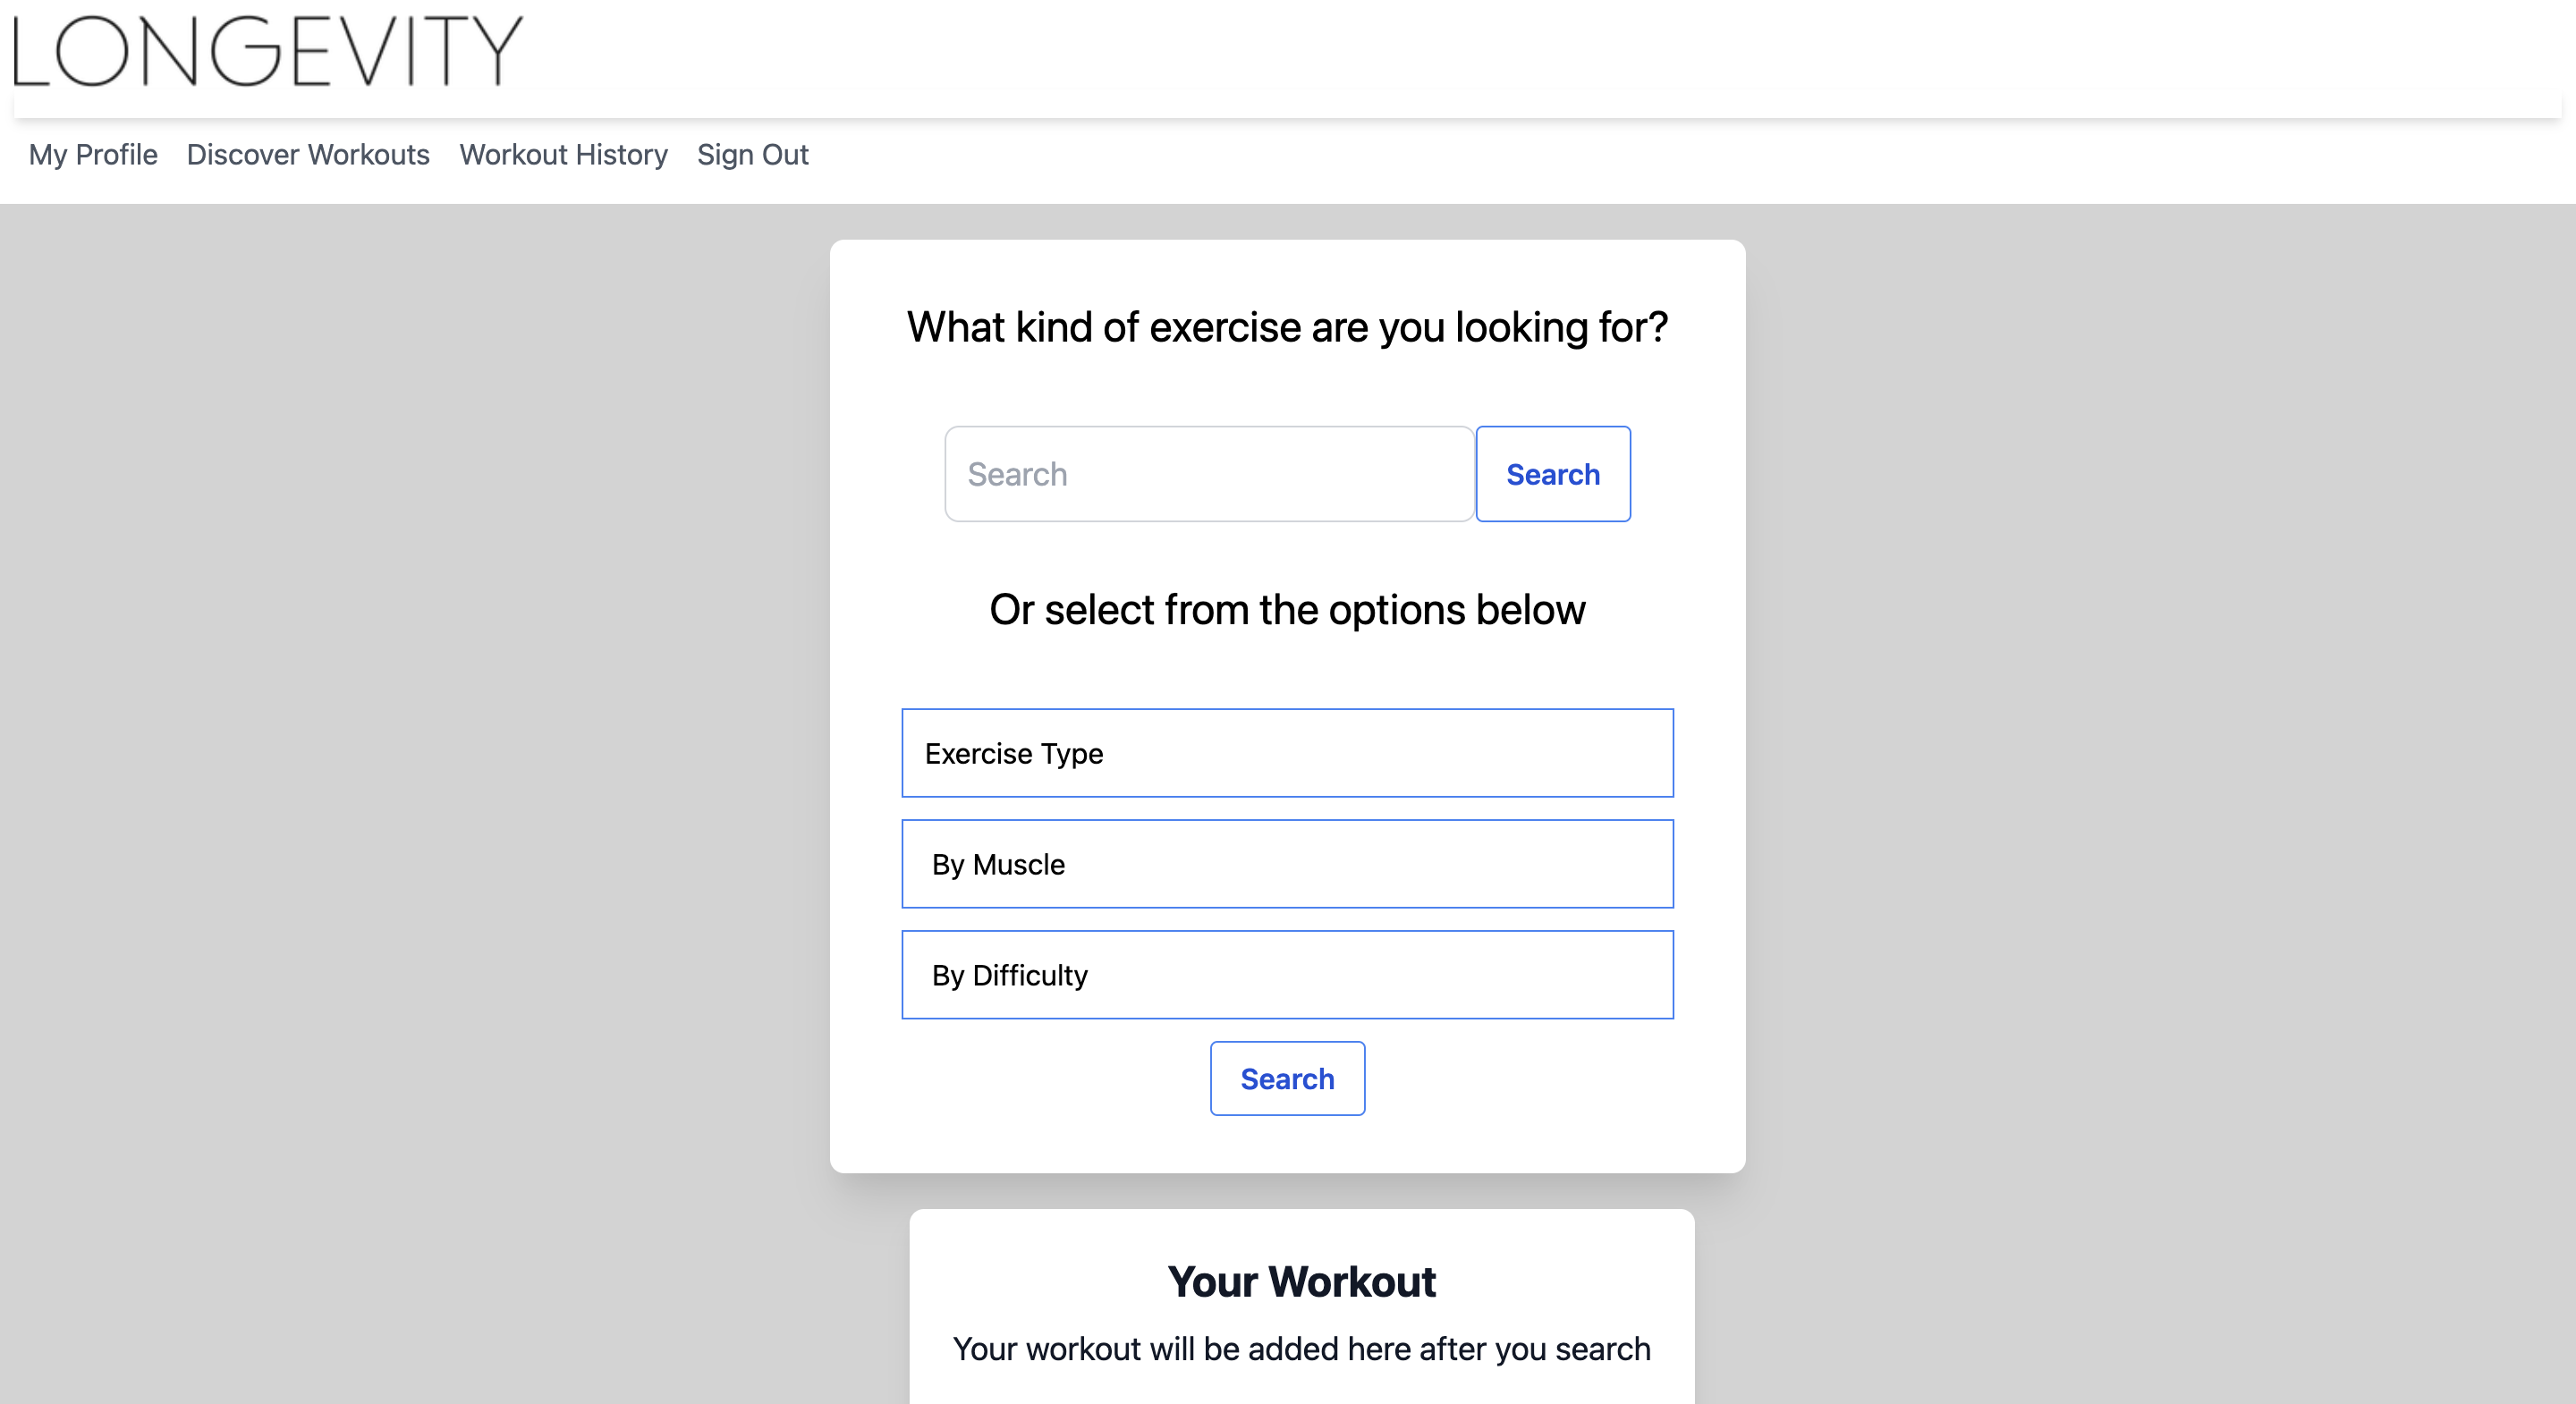 LONGEVITY
My Profile Discover Workouts Workout History Sign Out
What kind of exercise are you looking for?
Search Search
Or select from the options below
Exercise Type
By Muscle
By Difficulty
Search
Your Workout
Your workout will be added here after you search